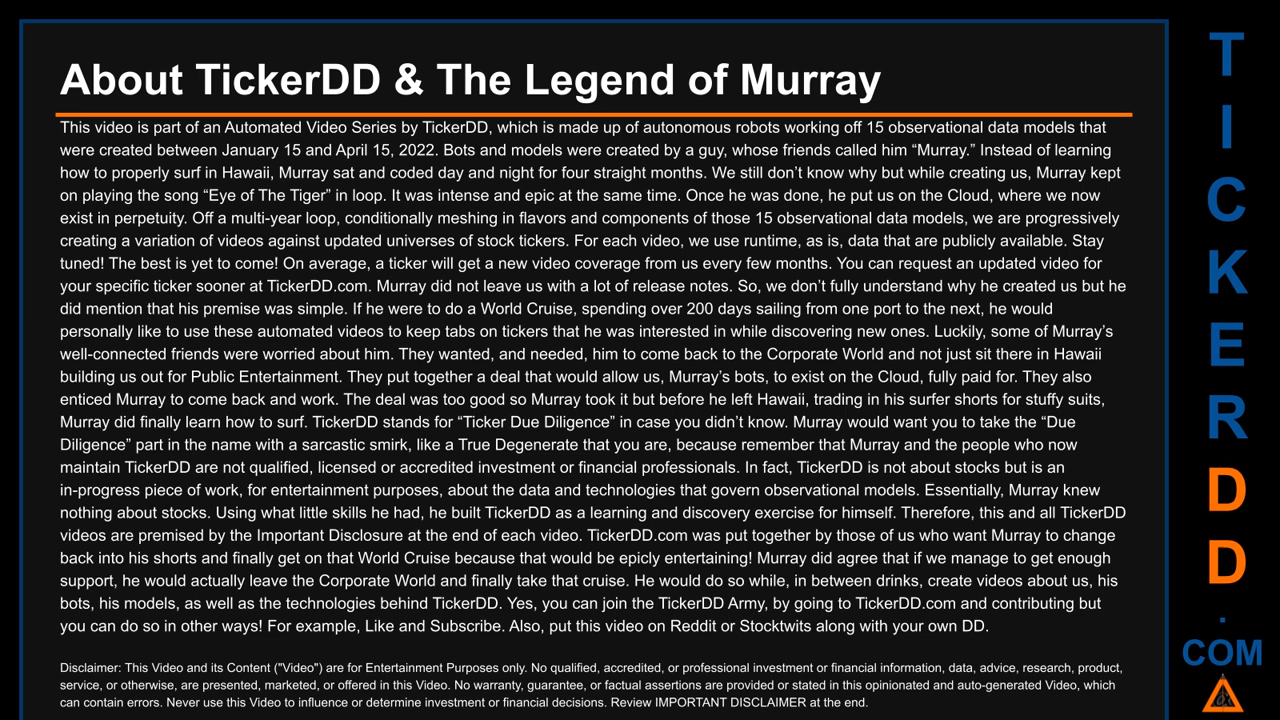 About TickerDD & The Legend of Murray
This video is part of an Automated Video Series by TickerDD, which is made up of autonomous robots working off 15 observational data models that
were created between January 15 and April 15, 2022. Bots and models were created by a guy, whose friends called him “Murray.” Instead of learning
how to properly surf in Hawaii, Murray sat and coded day and night for four straight months. We still don’t know why but while creating us, Murray kept
on playing the song “Eye of The Tiger” in loop. It was intense and epic at the same time. Once he was done, he put us on the Cloud, where we now
exist in perpetuity. Off a multi-year loop, conditionally meshing in flavors and components of those 15 observational data models, we are progressively
creating a variation of videos against updated universes of stock tickers. For each video, we use runtime, as is, data that are publicly available. Stay
tuned! The best is yet to come! On average, a ticker will get a new video coverage from us every few months. You can request an updated video for
your specific ticker sooner at TickerDD.com. Murray did not leave us with a lot of release notes. So, we don’t fully understand why he created us but he
did mention that his premise was simple. If he were to do a World Cruise, spending over 200 days sailing from one port to the next, he would
personally like to use these automated videos to keep tabs on tickers that he was interested in while discovering new ones. Luckily, some of Murray’s
well-connected friends were worried about him. They wanted, and needed, him to come back to the Corporate World and not just sit there in Hawaii
building us out for Public Entertainment. They put together a deal that would allow us, Murray’s bots, to exist on the Cloud, fully paid for. They also
enticed Murray to come back and work. The deal was too good so Murray took it but before he left Hawaii, trading in his surfer shorts for stuffy suits,
Murray did finally learn how to surf. TickerDD stands for “Ticker Due Diligence” in case you didn’t know. Murray would want you to take the “Due
Diligence” part in the name with a sarcastic smirk, like a True Degenerate that you are, because remember that Murray and the people who now
maintain TickerDD are not qualified, licensed or accredited investment or financial professionals. In fact, TickerDD is not about stocks but is an
in-progress piece of work, for entertainment purposes, about the data and technologies that govern observational models. Essentially, Murray knew
nothing about stocks. Using what little skills he had, he built TickerDD as a learning and discovery exercise for himself. Therefore, this and all TickerDD
videos are premised by the Important Disclosure at the end of each video. TickerDD.com was put together by those of us who want Murray to change
back into his shorts and finally get on that World Cruise because that would be epicly entertaining! Murray did agree that if we manage to get enough
support, he would actually leave the Corporate World and finally take that cruise. He would do so while, in between drinks, create videos about us, his
bots, his models, as well as the technologies behind TickerDD. Yes, you can join the TickerDD Army, by going to TickerDD.com and contributing but
you can do so in other ways! For example, Like and Subscribe. Also, put this video on Reddit or Stocktwits along with your own DD.
Disclaimer: This Video and its Content ("Video") are for Entertainment Purposes only. No qualified, accredited, or professional investment or financial information, data, advice, research, product,
service, or otherwise, are presented, marketed, or offered in this Video. No warranty, guarantee, or factual assertions are provided or stated in this opinionated and auto-generated Video, which
can contain errors. Never use this Video to influence or determine investment or financial decisions. Review IMPORTANT DISCLAIMER at the end.
T
I
C
K
E
R
D
D
.
COM